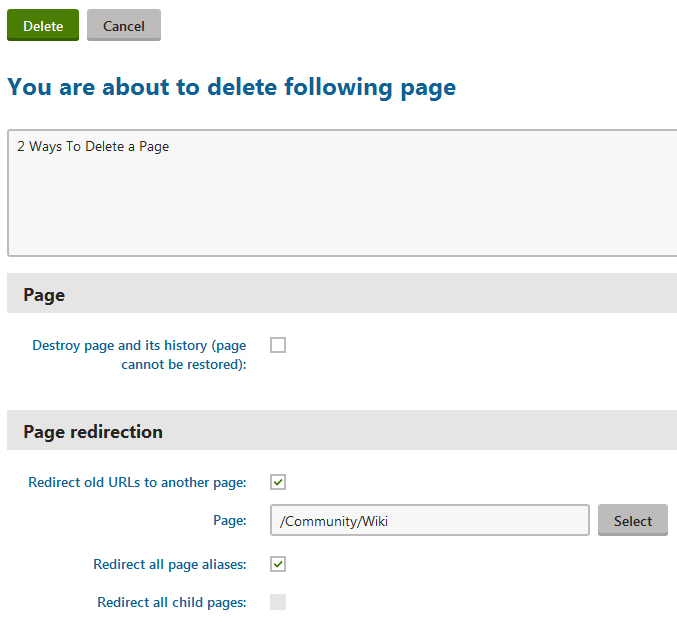 Delete Cancel
You are about to delete following page
2 Ways To Delete a Page
Page
Destroy page and its history (page
cannot be restored):
Page redirection
Redirect old URLs to another page:
Page: /Community/Wiki Select
Redirect all page aliases:
Redirect all child pages: